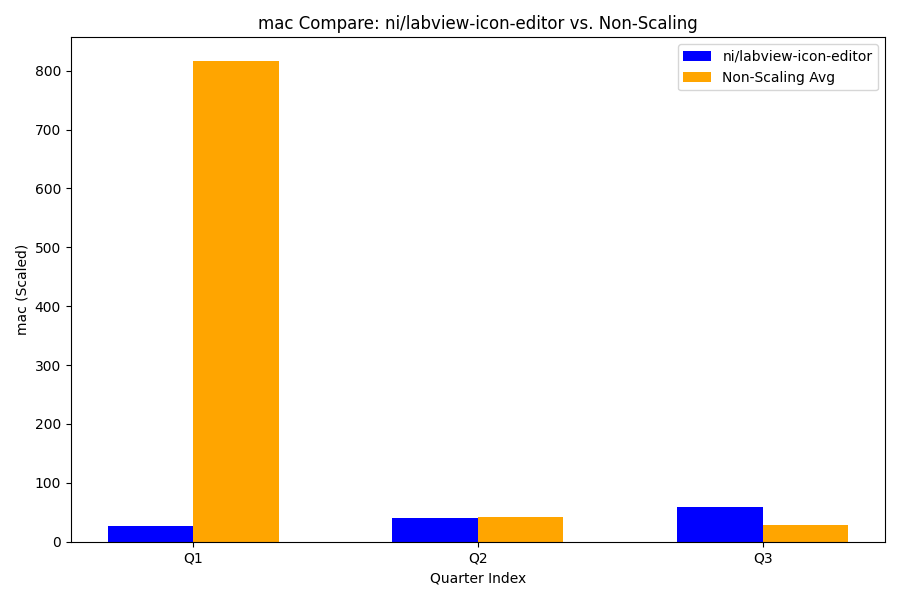 mac Compare: ni/labview-icon-editor vs. Non-Scaling
ni/labview-icon-editor
Non-Scaling Avg
mac (Scaled)
800
700
600
500
400
300
200
100
0
Q1 Q2 Q3
Quarter Index